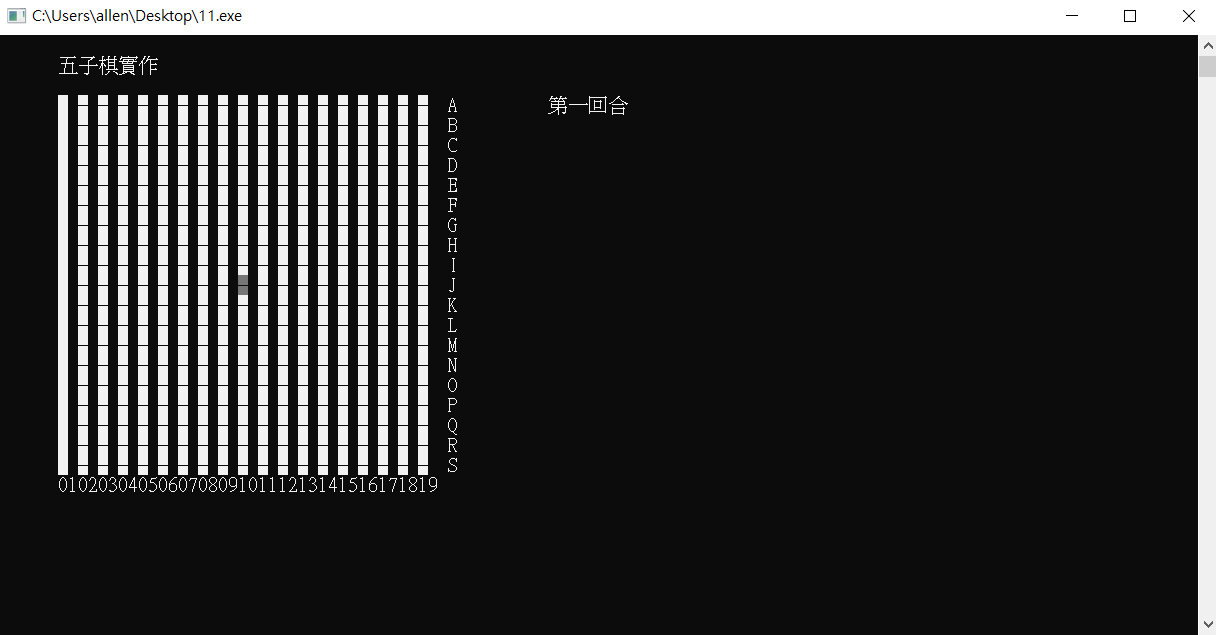 C:\Users\allen\Desktop\11.exe
五子棋實作
A 第一回合
B
C
D
E
F
G
H
I
J
K
L
M
N
O
P
Q
R
S
01020304050607080910111213141516171819